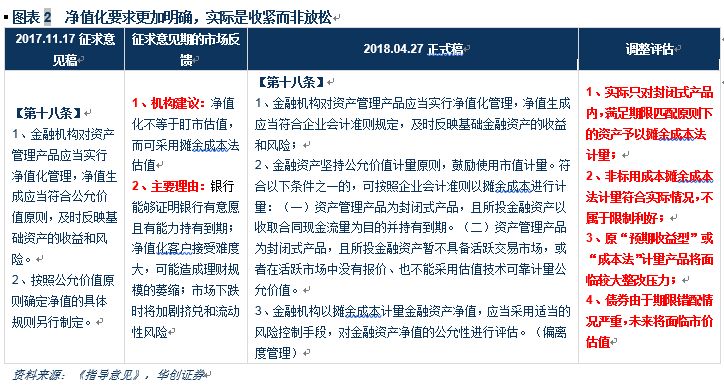 图表 2 净值化要求更加明确，实际是收紧而非放松
2017.11.17 征求意
见稿
征求意见期的市场反
馈
2018.04.27 正式稿
调整评估
【第十八条】
1、金融机构对资产
管理产品应当实行
净值化管理，净值生
成应当符合公允价
值原则，及时反映基
础资产的收益和风
险。
2、按照公允价值原
则确定净值的具体
规则另行制定。
1、机构建议：净值
化不等于盯市估值，
而可采用摊余成本法
估值
2、主要理由：银行
能够证明银行有意愿
且有能力持有到期；
净值化客户接受难度
大，可能造成理财规
模的萎缩；市场下跌
时将加剧挤兑和流动
性风险
【第十八条】
1、金融机构对资产管理产品应当实行净值化管理，净值生成
应当符合企业会计准则规定，及时反映基础金融资产的收益
和风险；
2、金融资产坚持公允价值计量原则，鼓励使用市值计量。符
合以下条件之一的，可按照企业会计准则以摊余成本进行计
量：（一）资产管理产品为封闭式产品，且所投金融资产以
收取合同现金流量为目的并持有到期。（二）资产管理产品
为封闭式产品，且所投金融资产暂不具备活跃交易市场，或
者在活跃市场中没有报价、也不能采用估值技术可靠计量公
允价值。
3、金融机构以摊余成本计量金融资产净值，应当采用适当的
风险控制手段，对金融资产净值的公允性进行评估。（偏离
度管理）
1、实际只对封闭式产品
内，满足期限匹配原则下
的资产予以摊余成本法
计量；
2、非标用成本摊余成本
法计量符合实际情况，不
属于限制利好；
3、原“预期收益型”或
“成本法”计量产品将面
临较大整改压力；
4、债券由于期限错配情
况严重，未来将面临市价
估值
资料来源：《指导意见》，华创证券